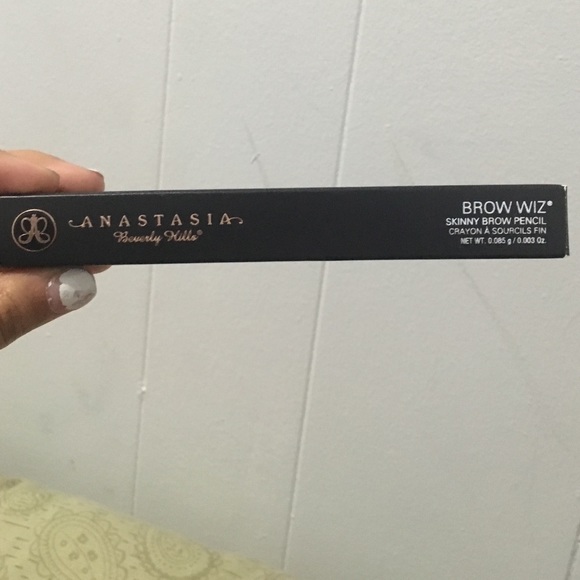 ANASTASIA
Beverly Hills®
BROW WIZ®
SKINNY BROW PENCIL
CRAYON À SOURCILS FIN
NET WT. 0.085 g / 0.003 Oz.